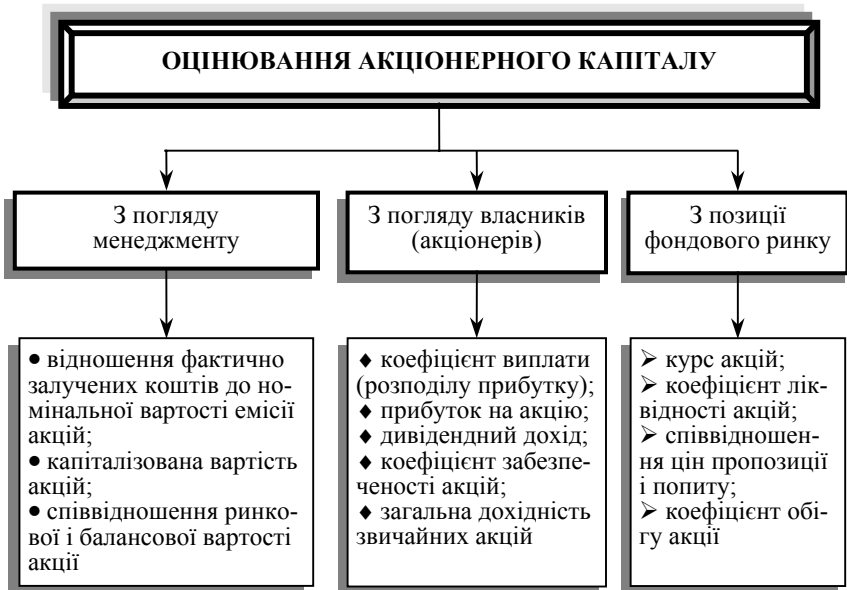 ОЦІНЮВАННЯ АКЦІОНЕРНОГО КАПІТАЛУ
З погляду
менеджменту
З погляду власників
(акціонерів)
З позиції
фондового ринку
• відношення фактично
залучених коштів до но-
мінальної вартості емісії
акцій;
• капіталізована вартість
акцій;
• співвідношення ринко-
вої і балансової вартості
акції
♦ коефіцієнт виплати
(розподілу прибутку);
♦ прибуток на акцію;
♦ дивідендний дохід;
♦ коефіцієнт забезпе-
ченості акцій;
♦ загальна дохідність
звичайних акцій
➢ курс акцій;
➢ коефіцієнт лік-
відності акцій;
➢ співвідношен-
ня цін пропозиції
і попиту;
➢ коефіцієнт обі-
гу акції